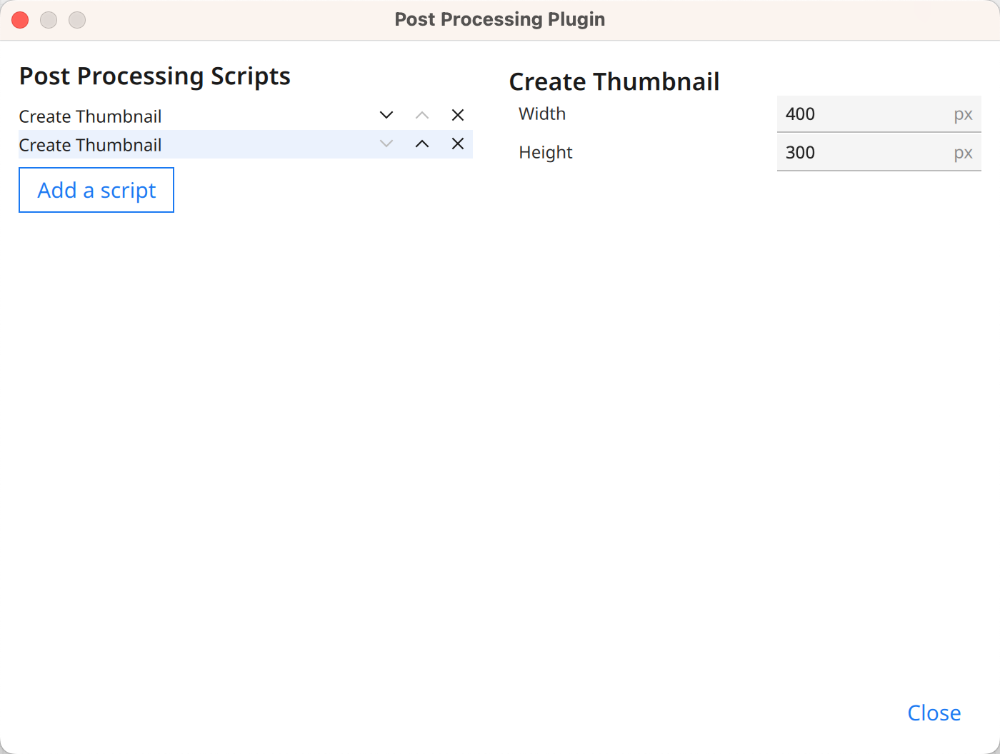 Post Processing Plugin
Post Processing Scripts
Create Thumbnail
Create Thumbnail
Add a script
Create Thumbnail
Width 400 px
Height 300 px
Close